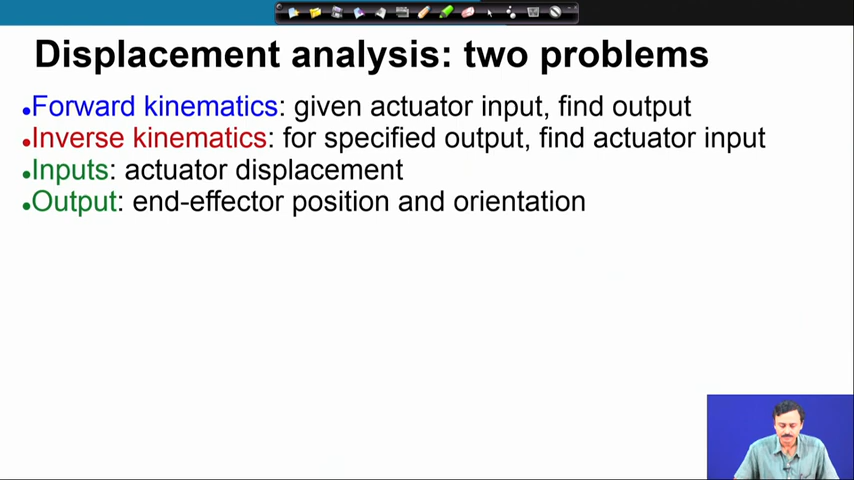 Displacement analysis: two problems
•Forward kinematics: given actuator input, find output
•Inverse kinematics: for specified output, find actuator input
•Inputs: actuator displacement
•Output: end-effector position and orientation